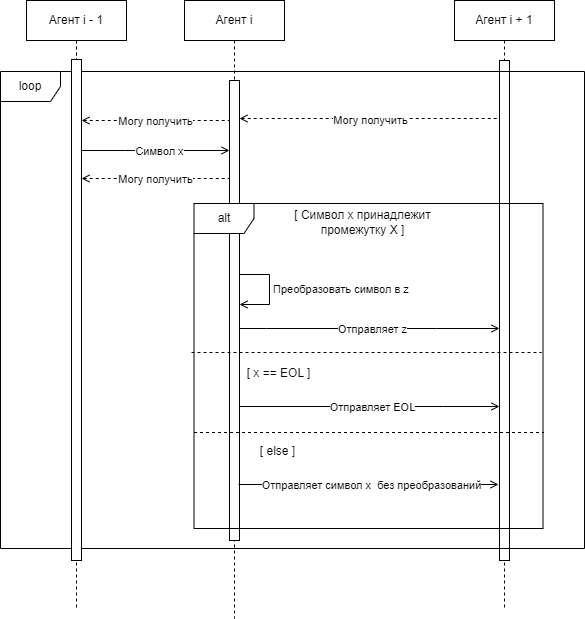 Агент i - 1
Агент i
Агент i + 1
loop
Могу получить
Могу получить
Символ x
Могу получить
alt
[ Символ x принадлежит
промежутку X ]
Преобразовать символ в z
Отправляет z
[ x == EOL ]
Отправляет EOL
[ else ]
Отправляет символ x без преобразований